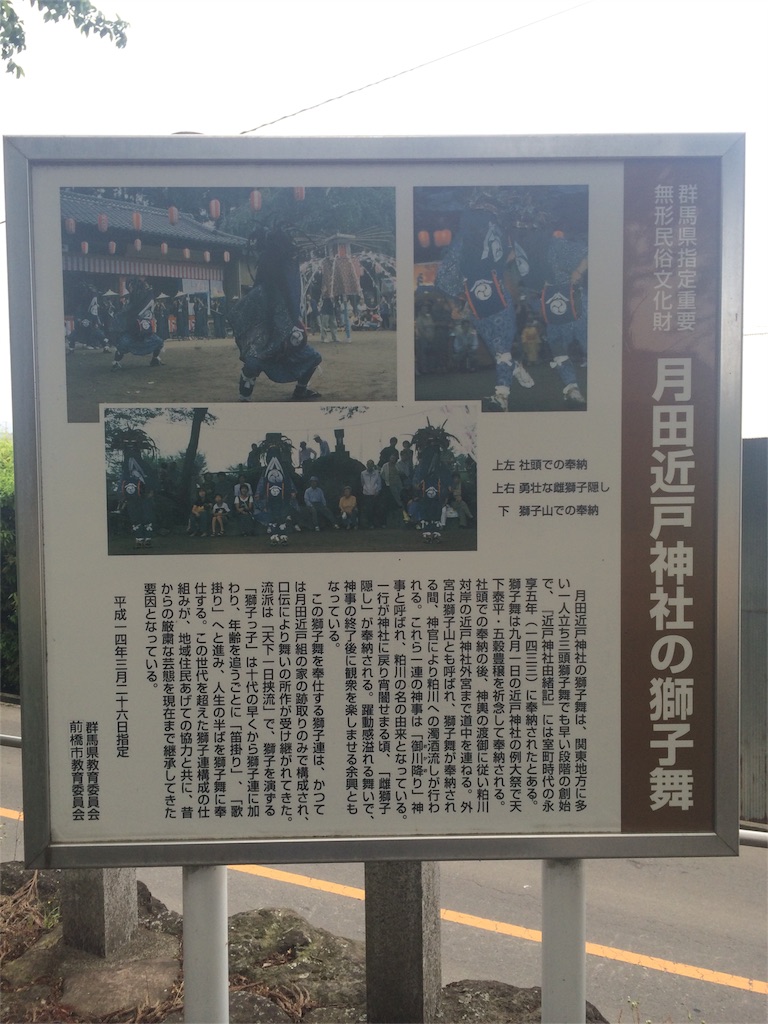 群馬県指定重要
無形民俗文化財
月田近戸神社の獅子舞
上左 社頭での奉納
上右 勇壮な雌獅子隠し
下 獅子山での奉納
月田近戸神社の獅子舞は、関東地方に多
い一人立ち三頭獅子舞でも早い段階の創始
で、「近戸神社由緒記」には室町時代の永
享五年(一四三三)に奉納されたとある。
獅子舞は九月一日の近戸神社の例大祭で天
下泰平・五穀豊穣を祈念して奉納される。
社頭での奉納の後、神輿の渡御に従い粕川
対岸の近戸神社外宮まで道中を連ねる。外
宮は獅子山とも呼ばれ、獅子舞が奉納され
る間、神官により粕川への濁酒流しが行わ
れる。これら一連の神事は「御川降り」神
事と呼ばれ、粕川の名の由来となっている。
一行が神社に戻り宵闇せまる頃、「雌獅子
隠し」が奉納される。躍動感溢れる舞いで、
神事の終了後に観衆を楽しませる余興とも
なっている。
この獅子舞を奉仕する獅子連は、かつて
は月田近戸組の家の跡取りのみで構成され、
口伝により舞いの所作が受け継がれてきた。
流派は「天下一日挟流」で、獅子を演ずる
「獅子っ子」は十代の早くから獅子連に加
わり、年齢を追うごとに「笛掛り」、「歌
掛り」へと進み、人生の半ばを獅子舞に奉
仕する。この世代を超えた獅子連構成の仕
組みが、地域住民あげての協力と共に、昔
からの厳粛な芸態を現在まで継承してきた
要因となっている。
平成一四年三月二十六日指定
群馬県教育委員会
前橋市教育委員会